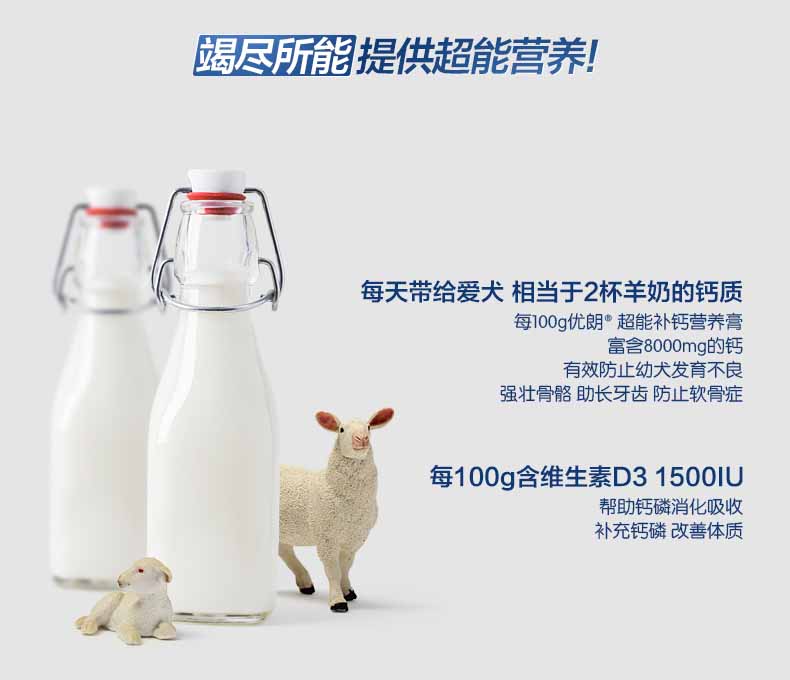 竭尽所能 提供超能营养!
每天带给爱犬 相当于2杯羊奶的钙质
每100g优朗® 超能补钙营养膏
富含8000mg的钙
有效防止幼犬发育不良
强壮骨骼 助长牙齿 防止软骨症
每100g含维生素D3 1500IU
帮助钙磷消化吸收
补充钙磷 改善体质